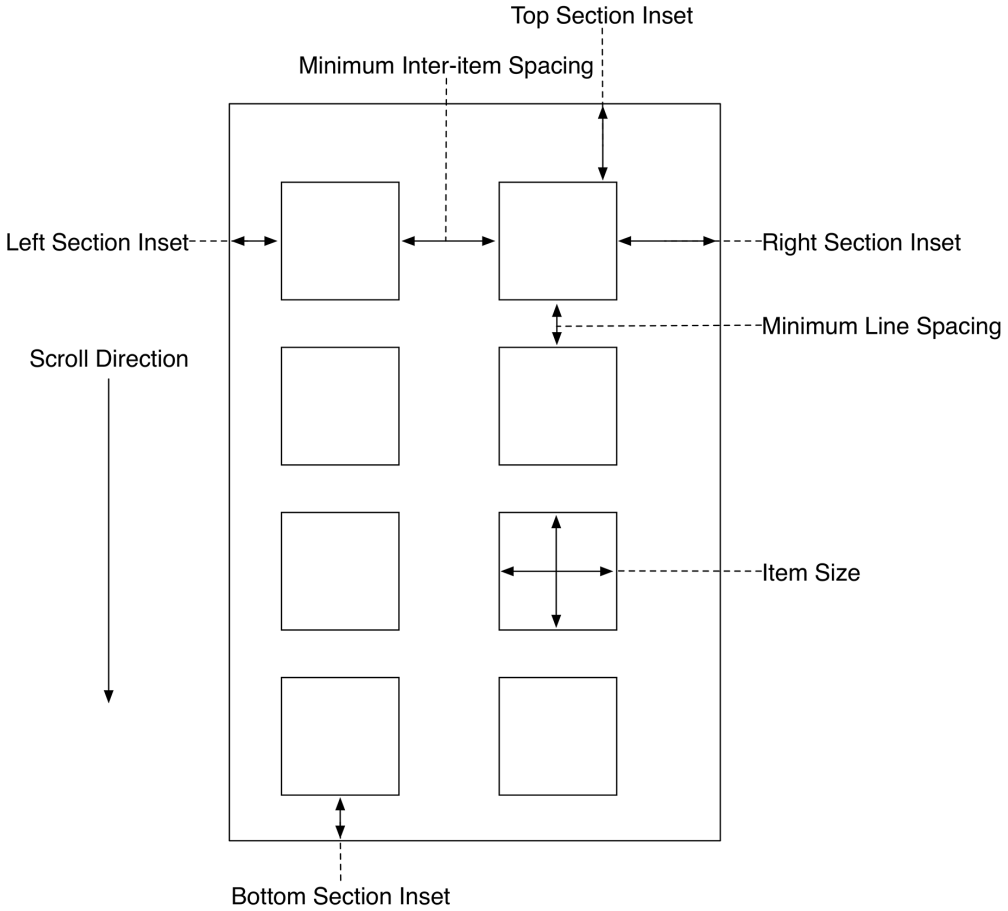 Top Section Inset
Minimum Inter-item Spacing
Left Section Inset
Right Section Inset
Minimum Line Spacing
Scroll Direction
Item Size
Bottom Section Inset